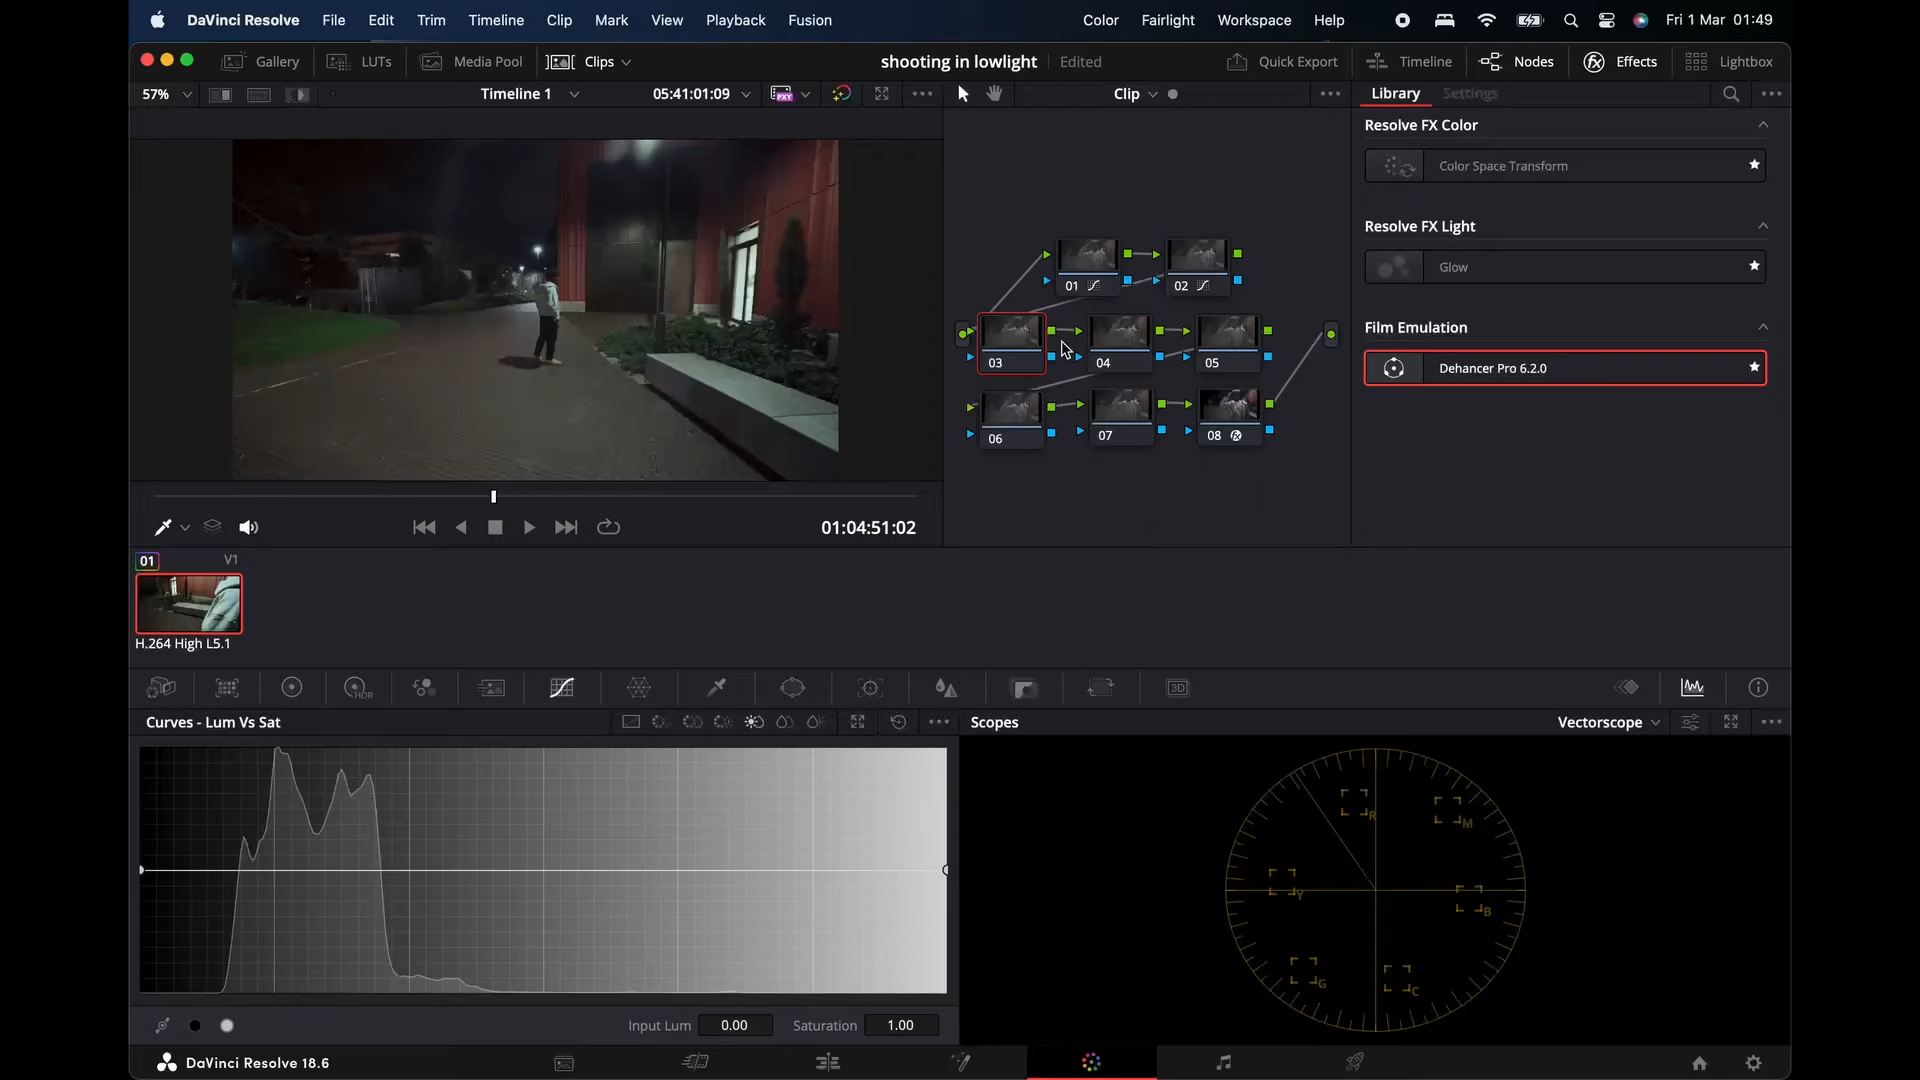 DaVinci Resolve File Edit Trim Timeline Clip Mark View Playback Fusion Color Fairlight Workspace Help Fri 1 Mar 01:49
Gallery LUTs Media Pool Clips shooting in lowlight Edited Quick Export Timeline Nodes Effects Lightbox
57% Timeline 1 05:41:01:09 PXY Clip Library Settings
Resolve FX Color
Color Space Transform
Resolve FX Light
Glow
Film Emulation
Dehancer Pro 6.2.0
01 02
03 04 05
06 07 08
01:04:51:02
01 V1
H.264 High L5.1
HDR 3D
Curves - Lum Vs Sat Scopes Vectorscope
R M
Y B
G C
Input Lum 0.00 Saturation 1.00
DaVinci Resolve 18.6